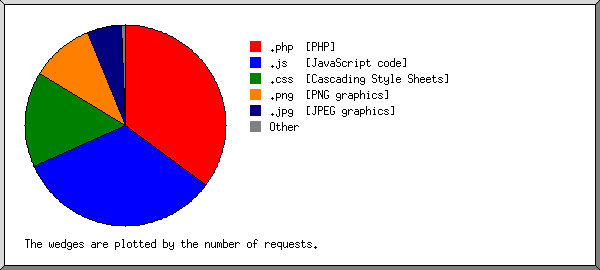 .php [PHP]
.js [JavaScript code]
.css [Cascading Style Sheets]
.png [PNG graphics]
.jpg [JPEG graphics]
Other
The wedges are plotted by the number of requests.